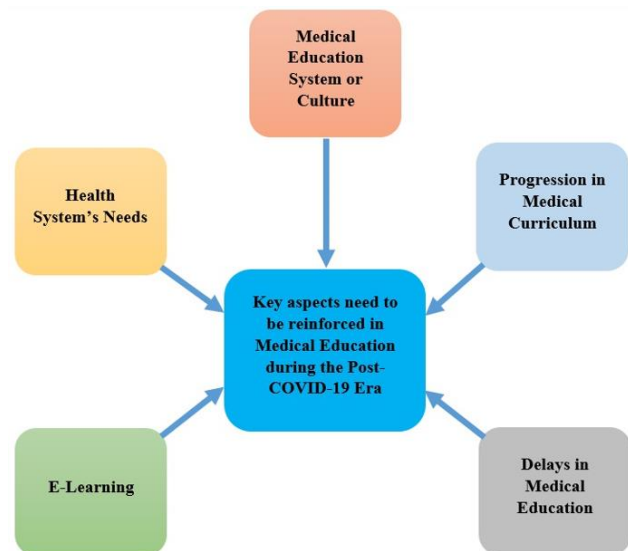 Medical
Education
System or
Culture
Health
System's Needs
Progression in
Medical
Curriculum
Key aspects need to
be reinforced in
Medical Education
during the Post-
COVID-19 Era
E-Learning
Delays in
Medical
Education